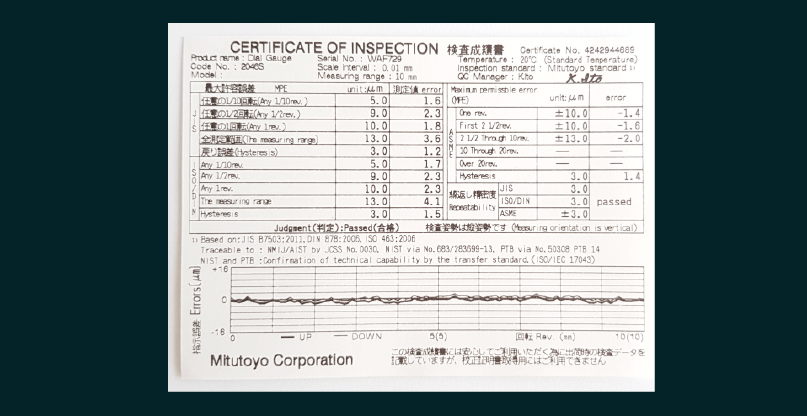 CERTIFICATE OF INSPECTION 検査成績書 Certificate No. 4242944669
Product name : Dial Gauge Serial No. : WAF729 Temperature : 20℃ (Standard Temperature)
Code No. : 2046S Scale Interval : 0.01 mm Inspection standard : Mitutoyo standard 1)
Model : Measuring range : 10 mm QC Manager : K.Ito K.Ito
最大許容誤差 MPE unit:μm 測定値 error
JIS
任意の1/10回転(Any 1/10rev.) 5.0 1.6
任意の1/2回転(Any 1/2rev.) 9.0 2.3
任意の1回転(Any 1rev.) 10.0 1.8
全測定範囲(The measuring range) 13.0 3.6
戻り誤差(Hysteresis) 3.0 1.2
ISO/DIN
Any 1/10rev. 5.0 1.7
Any 1/2rev. 9.0 2.3
Any 1rev. 10.0 2.3
The measuring range 13.0 4.1
Hysteresis 3.0 1.5
Maximum permissible error (MPE) unit:μm error
ASME
One rev. ±10.0 -1.4
First 2 1/2rev. ±10.0 -1.6
2 1/2 Through 10rev. ±13.0 -2.0
10 Through 20rev. — —
Over 20rev. — —
Hysteresis 3.0 1.4
繰返し精密度 Repeatability
JIS 3.0
ISO/DIN 3.0 passed
ASME ±3.0
Judgment(判定):Passed(合格) 検査姿勢は縦姿勢です (Measuring orientation is vertical)
1) Based on:JIS B7503:2011,DIN 878:2006, ISO 463:2006
Traceable to : NMIJ/AIST by JCSS No.0030, NIST via No.683/283699-13, PTB via No.50308 PTB 14
NIST and PTB :Confirmation of technical capability by the transfer standard. (ISO/IEC 17043)
指示誤差 Errors (μm)
+16
0
-16
0 UP DOWN 5(5) 回転 Rev. (mm) 10(10)
Mitutoyo Corporation
この検査成績書には安心してご利用いただく為に出荷時の検査データを
記載していますが、校正証明書取得用にはご利用できません